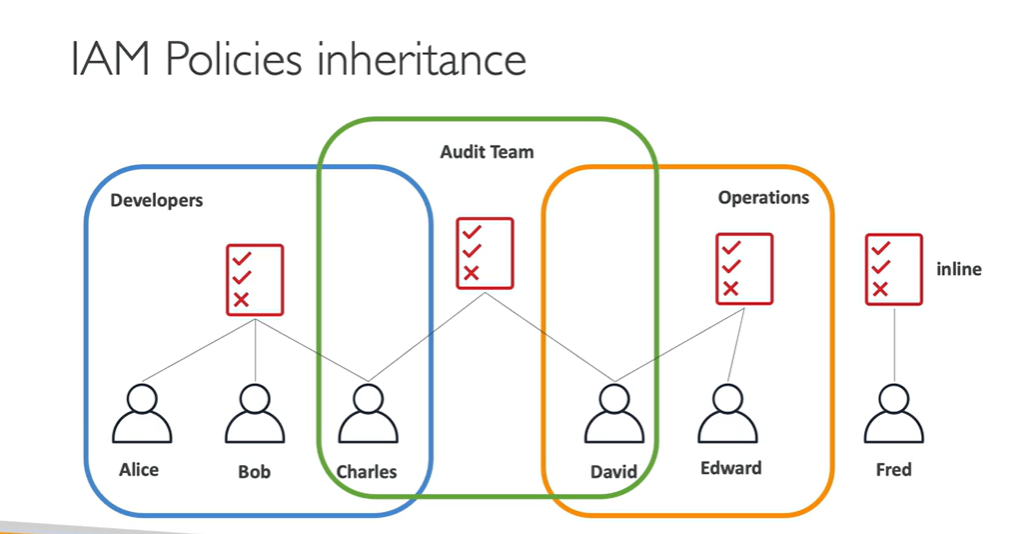 IAM Policies inheritance
Audit Team
Developers
Operations
inline
Alice
Bob
Charles
David
Edward
Fred